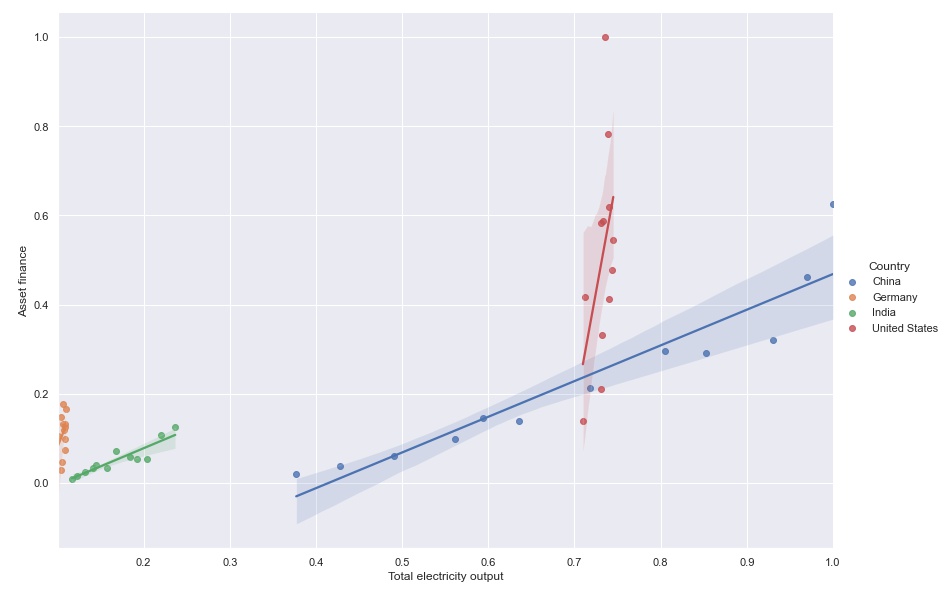 1.0
0.8
0.6
0.4
0.2
0.0
Asset finance
0.2 0.3 0.4 0.5 0.6 0.7 0.8 0.9 1.0
Total electricity output
Country
China
Germany
India
United States